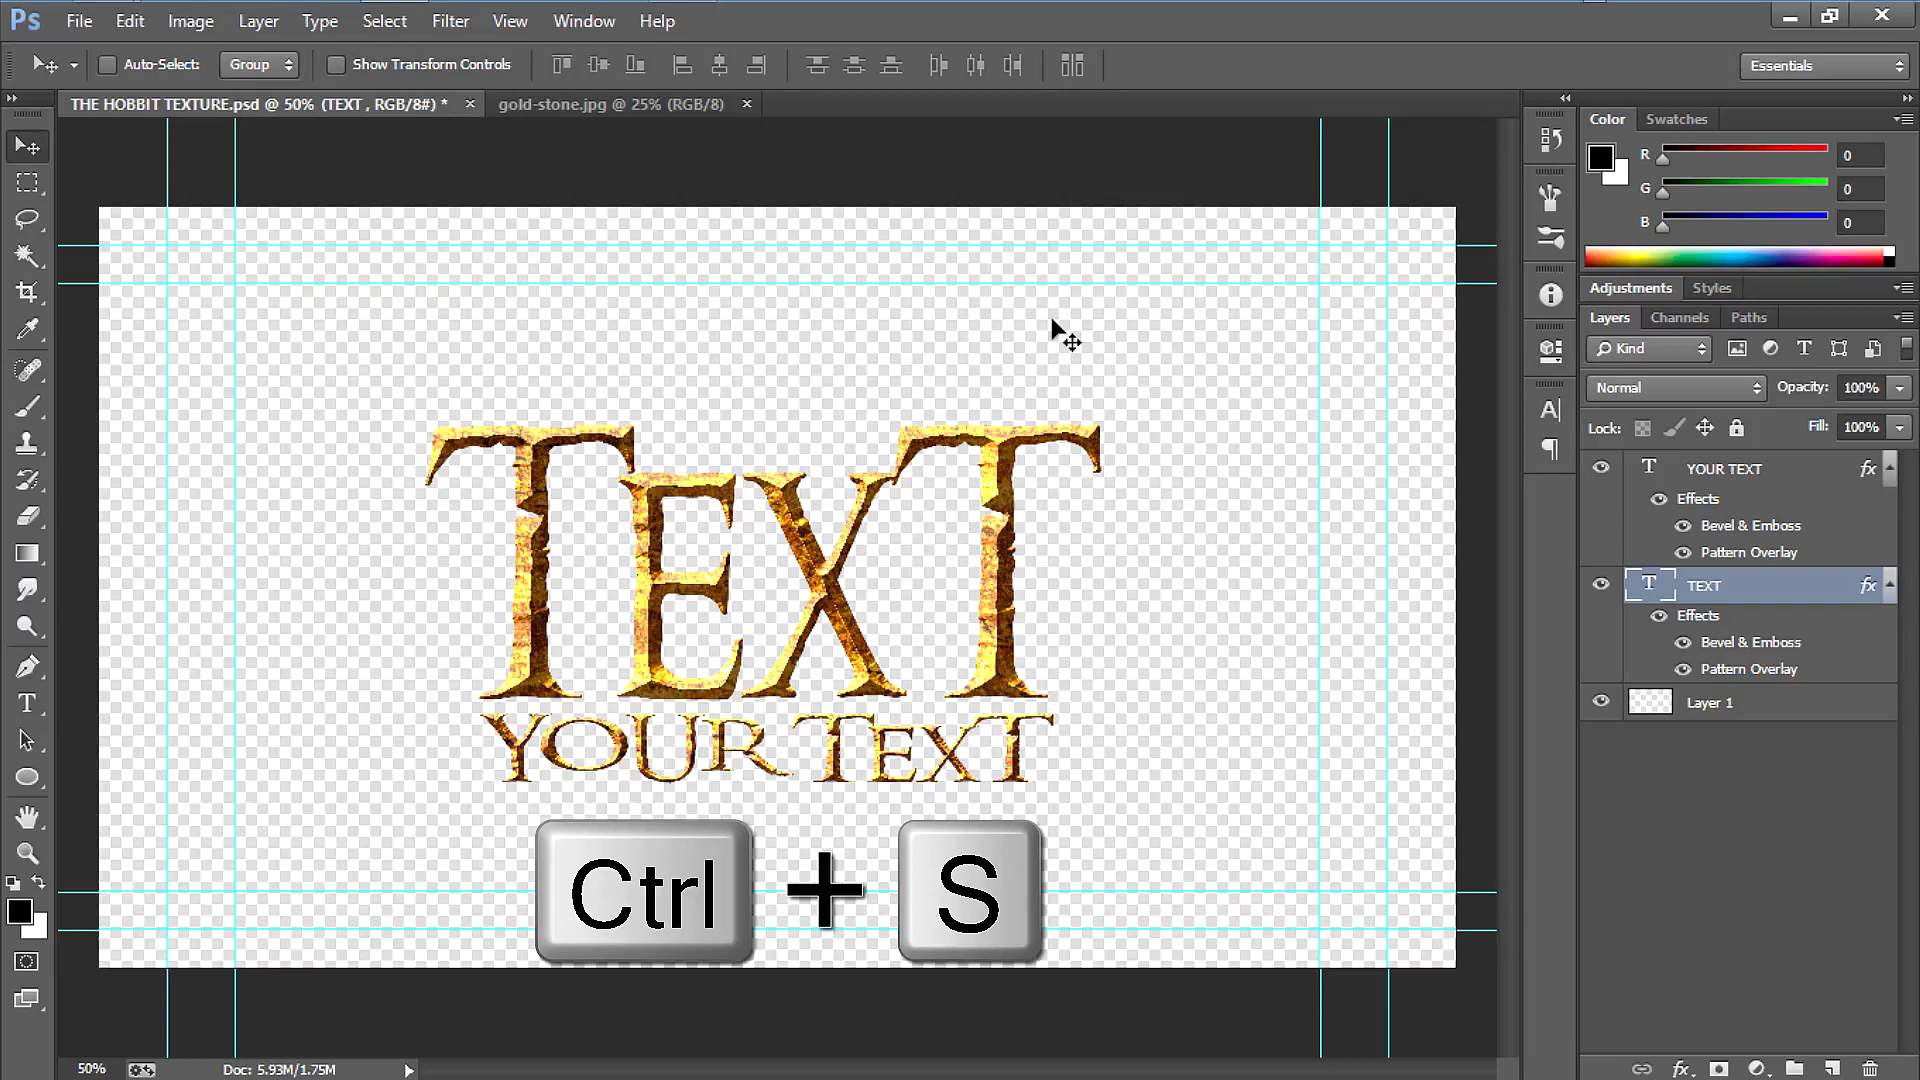 Ps File Edit Image Layer Type Select Filter View Window Help
Auto-Select: Group Show Transform Controls Essentials
THE HOBBIT TEXTURE.psd @ 50% (TEXT , RGB/8#) * × gold-stone.jpg @ 25% (RGB/8) ×
Color Swatches
R 0
G 0
B 0
Adjustments Styles
Layers Channels Paths
Kind
Normal Opacity: 100%
Lock: Fill: 100%
T YOUR TEXT fx
Effects
Bevel & Emboss
Pattern Overlay
T TEXT fx
Effects
Bevel & Emboss
Pattern Overlay
Layer 1
TEXT
YOUR TEXT
Ctrl + S
50% Doc: 5.93M/1.75M